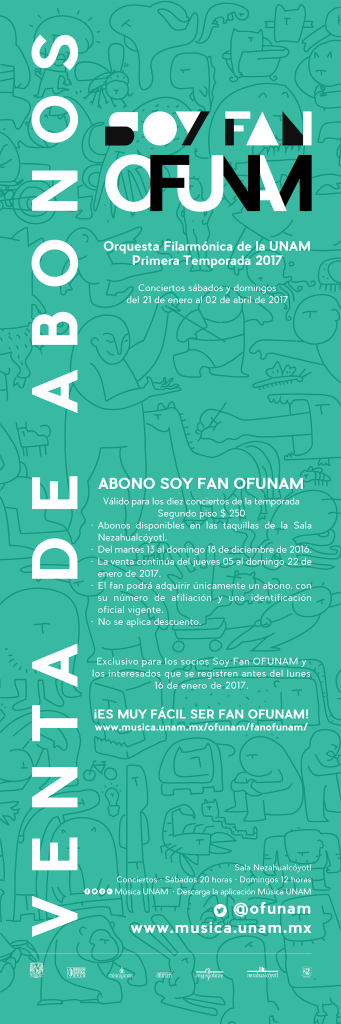 VENTA DE ABONOS
SOY FAN
OFUNAM
Orquesta Filarmónica de la UNAM
Primera Temporada 2017
Conciertos sábados y domingos
del 21 de enero al 02 de abril de 2017
ABONO SOY FAN OFUNAM
Válido para los diez conciertos de la temporada
Segundo piso $ 250
· Abonos disponibles en las taquillas de la Sala
Nezahualcóyotl.
· Del martes 13 al domingo 18 de diciembre de 2016.
· La venta continúa del jueves 05 al domingo 22 de
enero de 2017.
· El fan podrá adquirir únicamente un abono, con
su número de afiliación y una identificación
oficial vigente.
· No se aplica descuento.
Exclusivo para los socios Soy Fan OFUNAM y
los interesados que se registren antes del lunes
16 de enero de 2017.
¡ES MUY FÁCIL SER FAN OFUNAM!
www.musica.unam.mx/ofunam/fanofunam/
Sala Nezahualcóyotl
Conciertos · Sábados 20 horas · Domingos 12 horas
Música UNAM · Descarga la aplicación Música UNAM
@ofunam
www.musica.unam.mx